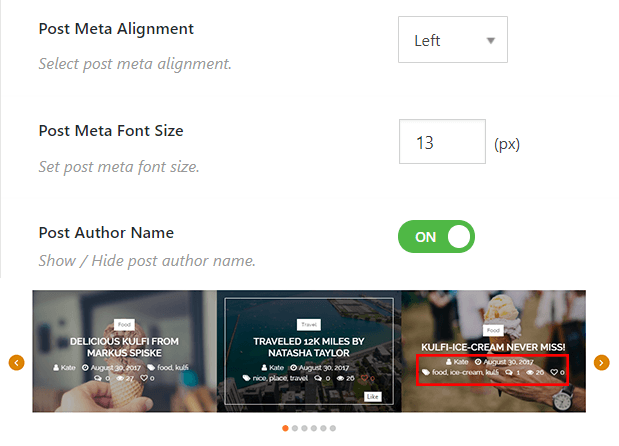 Post Meta Alignment
Left
Select post meta alignment.
Post Meta Font Size
13 (px)
Set post meta font size.
Post Author Name
ON
Show / Hide post author name.
Food
DELICIOUS KULFI FROM
MARKUS SPISKE
Kate August 30, 2017 food, kulfi
0 27 0
Travel
TRAVELED 12K MILES BY
NATASHA TAYLOR
Kate August 30, 2017
nice, place, travel 0 26 0
Like
Food
KULFI-ICE-CREAM NEVER MISS!
Kate August 30, 2017
food, ice-cream, kulfi 1 26 0